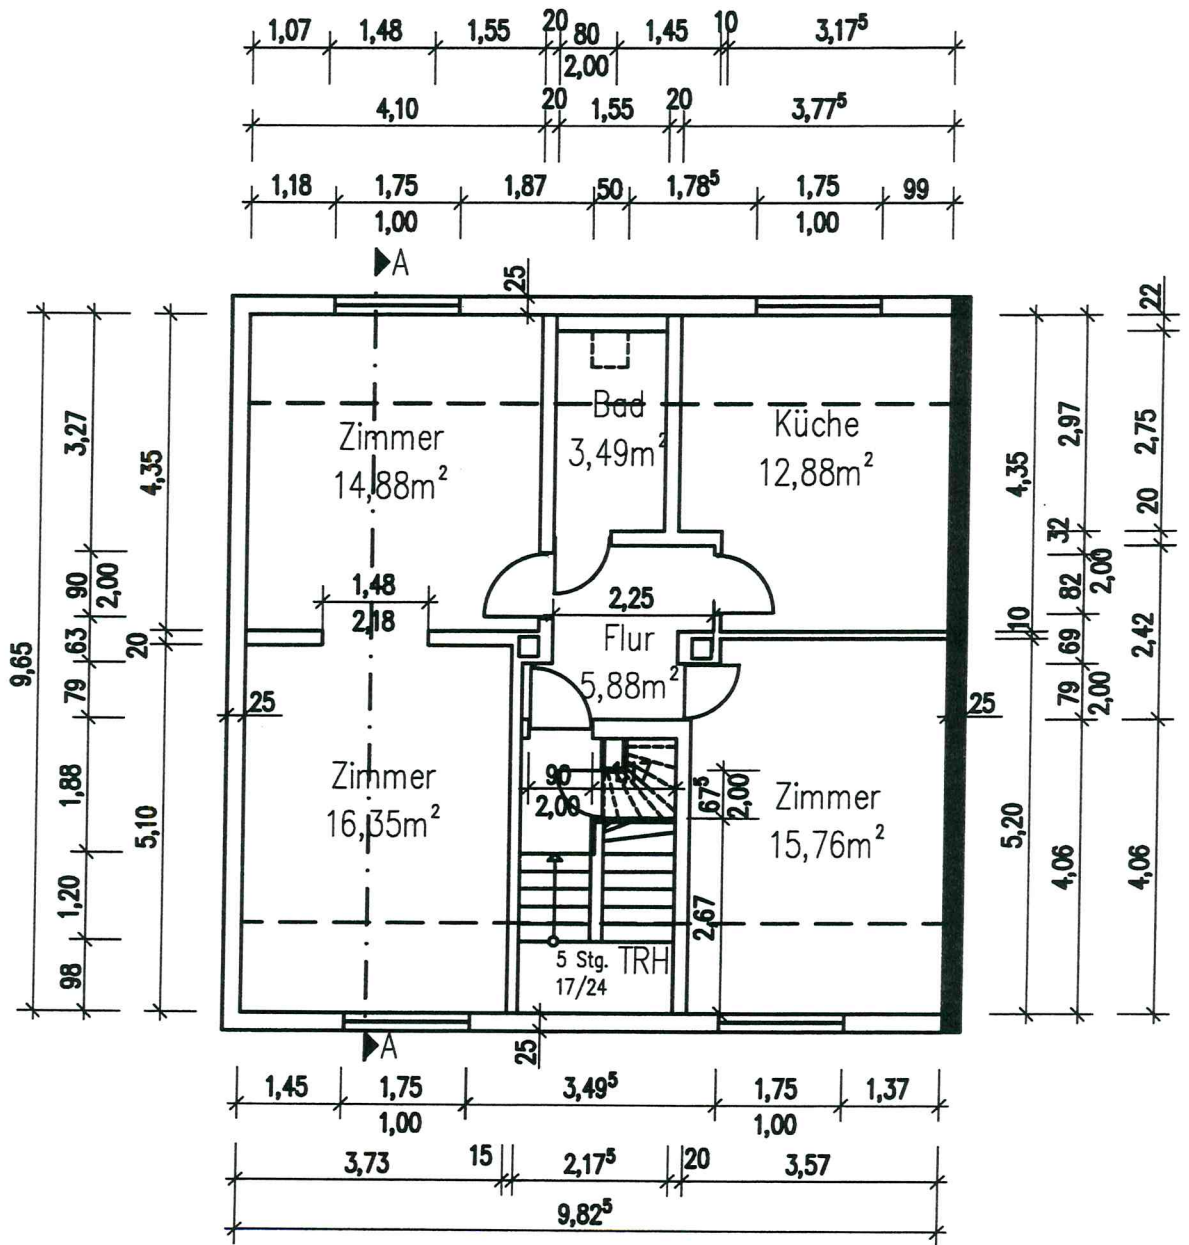 1,07 1,48 1,55 20 80 1,45 10 3,17⁵
2,00
4,10 20 1,55 20 3,77⁵
1,18 1,75 1,87 50 1,78⁵ 1,75 99
1,00 1,00
A
25
22
9,65
3,27
90
2,00
63
79
1,88
1,20
98
4,35
20
5,10
Zimmer
14,88m²
Bad
3,49m²
Küche
12,88m²
1,48
2,18
2,25
Flur
5,88m²
25
25
Zimmer
16,35m²
90
2,00
67⁵
2,00
2,67
Zimmer
15,76m²
5 Stg.
17/24
TRH
4,35
10
5,20
2,97
32
82
2,00
69
79
2,00
4,06
2,75
20
2,42
4,06
A
25
1,45 1,75 3,49⁵ 1,75 1,37
1,00 1,00
3,73 15 2,17⁵ 20 3,57
9,82⁵